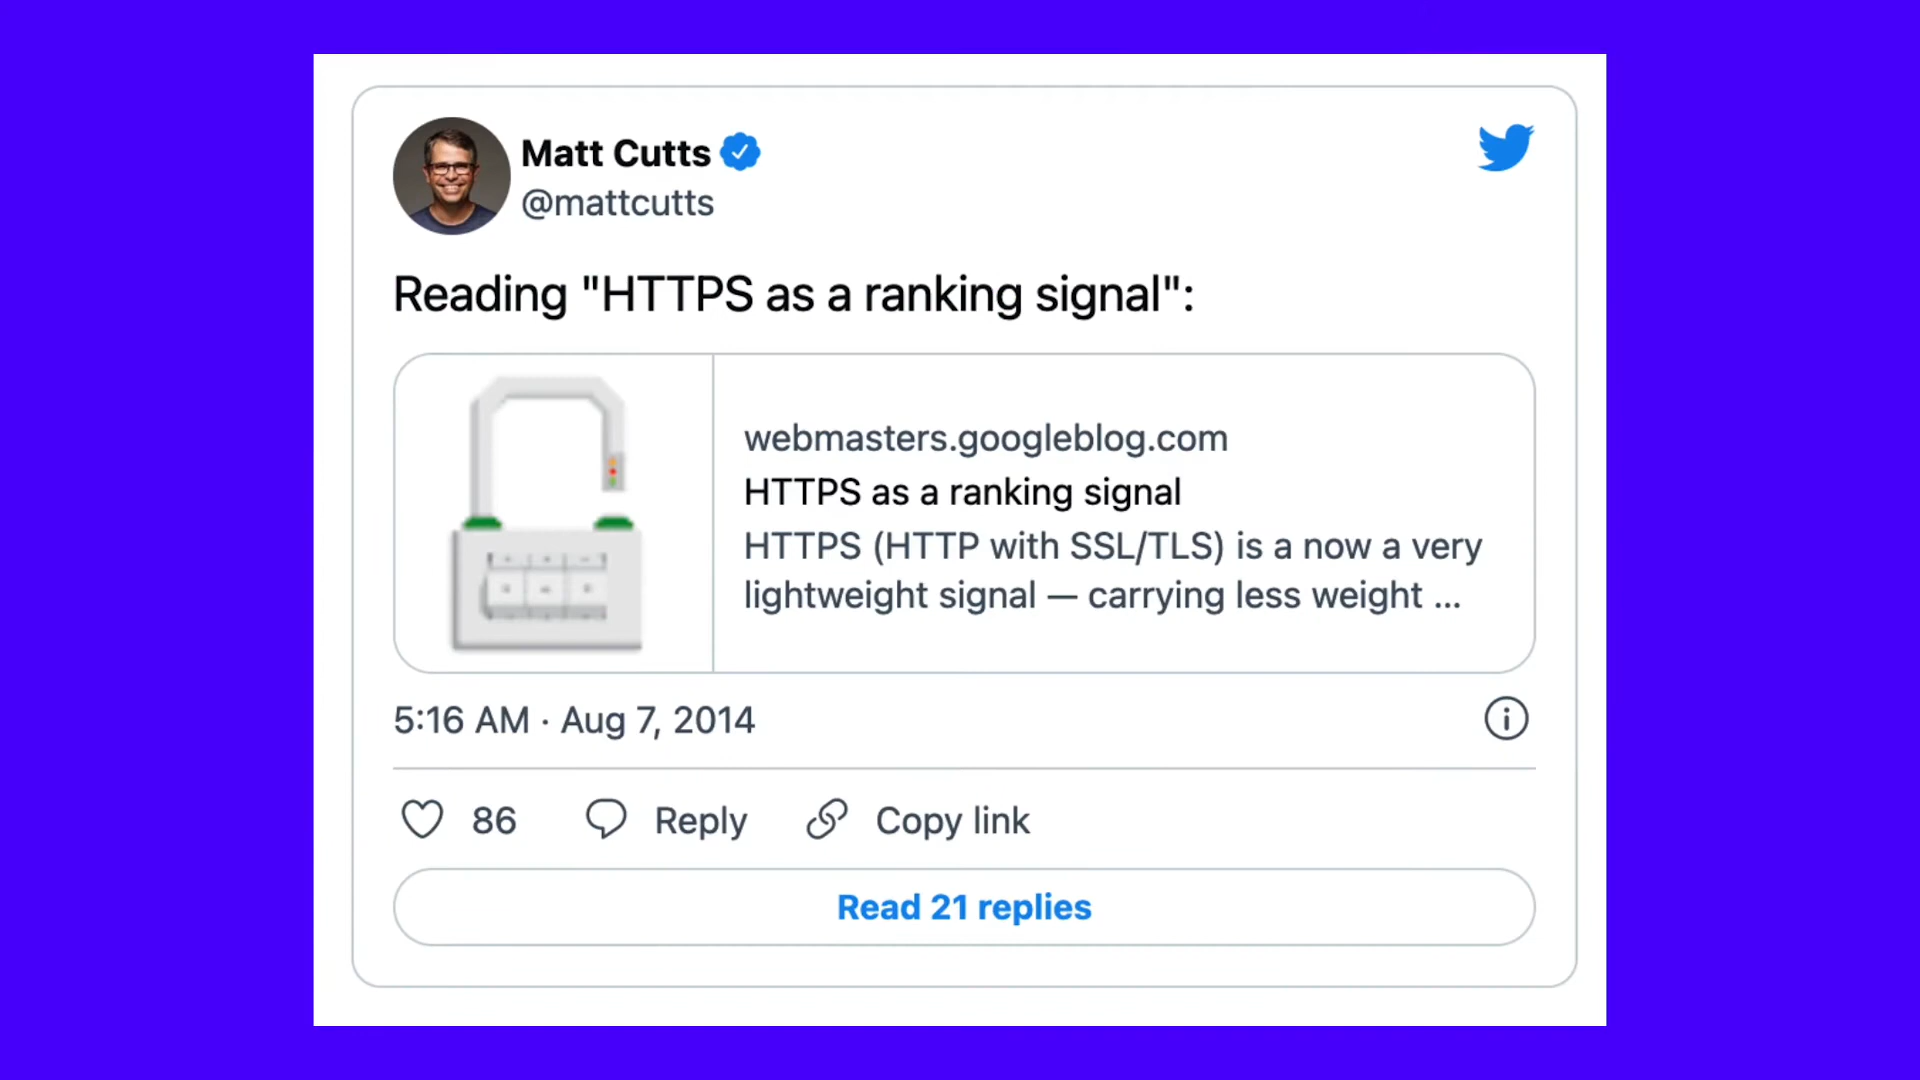 Matt Cutts
@mattcutts
Reading "HTTPS as a ranking signal":
webmasters.googleblog.com
HTTPS as a ranking signal
HTTPS (HTTP with SSL/TLS) is a now a very
lightweight signal — carrying less weight ...
5:16 AM · Aug 7, 2014
86 Reply Copy link
Read 21 replies